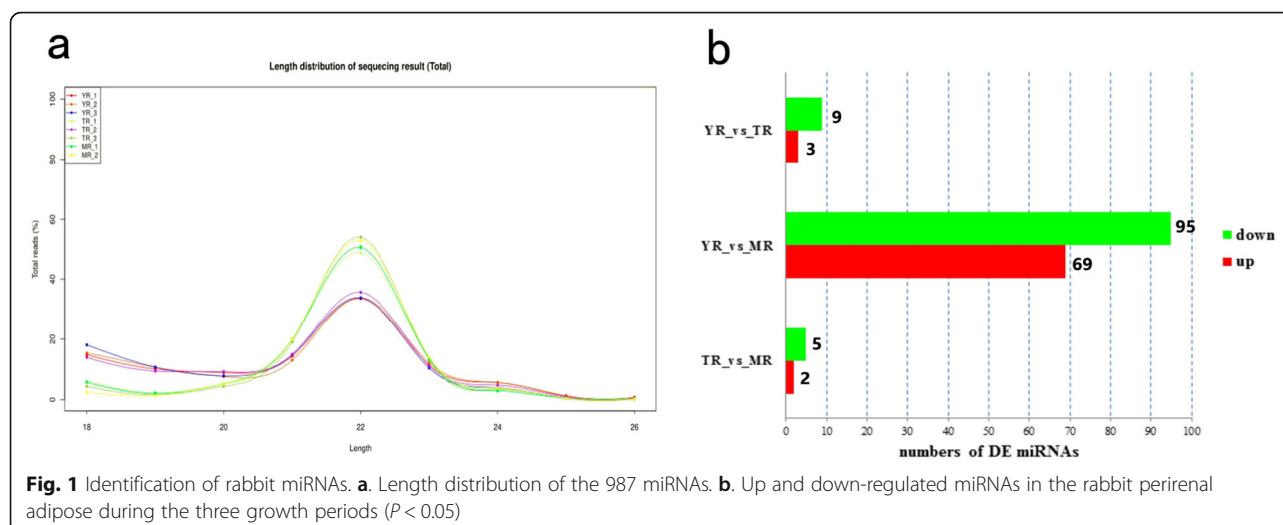 a
Length distribution of sequecing result (Total)
YR_1
YR_2
YR_3
TR_1
TR_2
TR_3
MR_1
MR_2
Total reads (%)
100
80
60
40
20
0
18
20
22
24
26
Length
b
YR_vs_TR
9
3
YR_vs_MR
95
69
TR_vs_MR
5
2
0
10
20
30
40
50
60
70
80
90
100
numbers of DE miRNAs
down
up
Fig. 1 Identification of rabbit miRNAs. a. Length distribution of the 987 miRNAs. b. Up and down-regulated miRNAs in the rabbit perirenal
adipose during the three growth periods (P < 0.05)